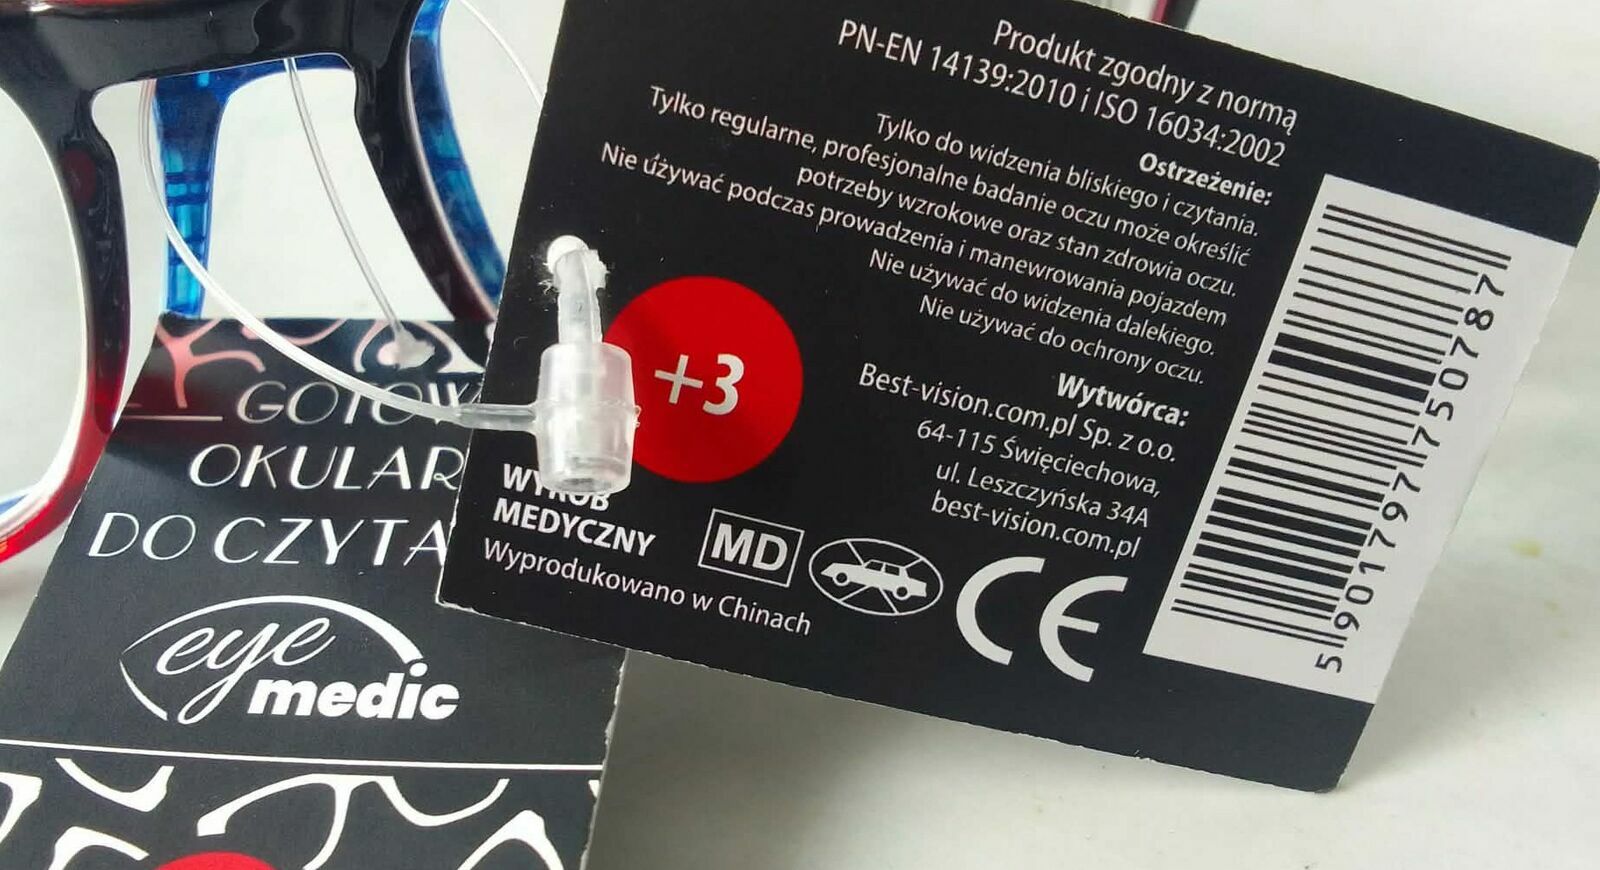 Produkt zgodny z normą
PN-EN 14139:2010 i ISO 16034:2002
Ostrzeżenie:
Tylko do widzenia bliskiego i czytania.
Tylko regularne, profesjonalne badanie oczu może określić
potrzeby wzrokowe oraz stan zdrowia oczu.
Nie używać podczas prowadzenia i manewrowania pojazdem
Nie używać do widzenia dalekiego.
Nie używać do ochrony oczu.
Wytwórca:
Best-vision.com.pl Sp. z o.o.
64-115 Święciechowa,
ul. Leszczyńska 34A
best-vision.com.pl
+3
WYRÓB
MEDYCZNY
Wyprodukowano w Chinach
MD
CE
5 901797 750787
GOTOW
OKULAR
DO CZYTA
eye
medic